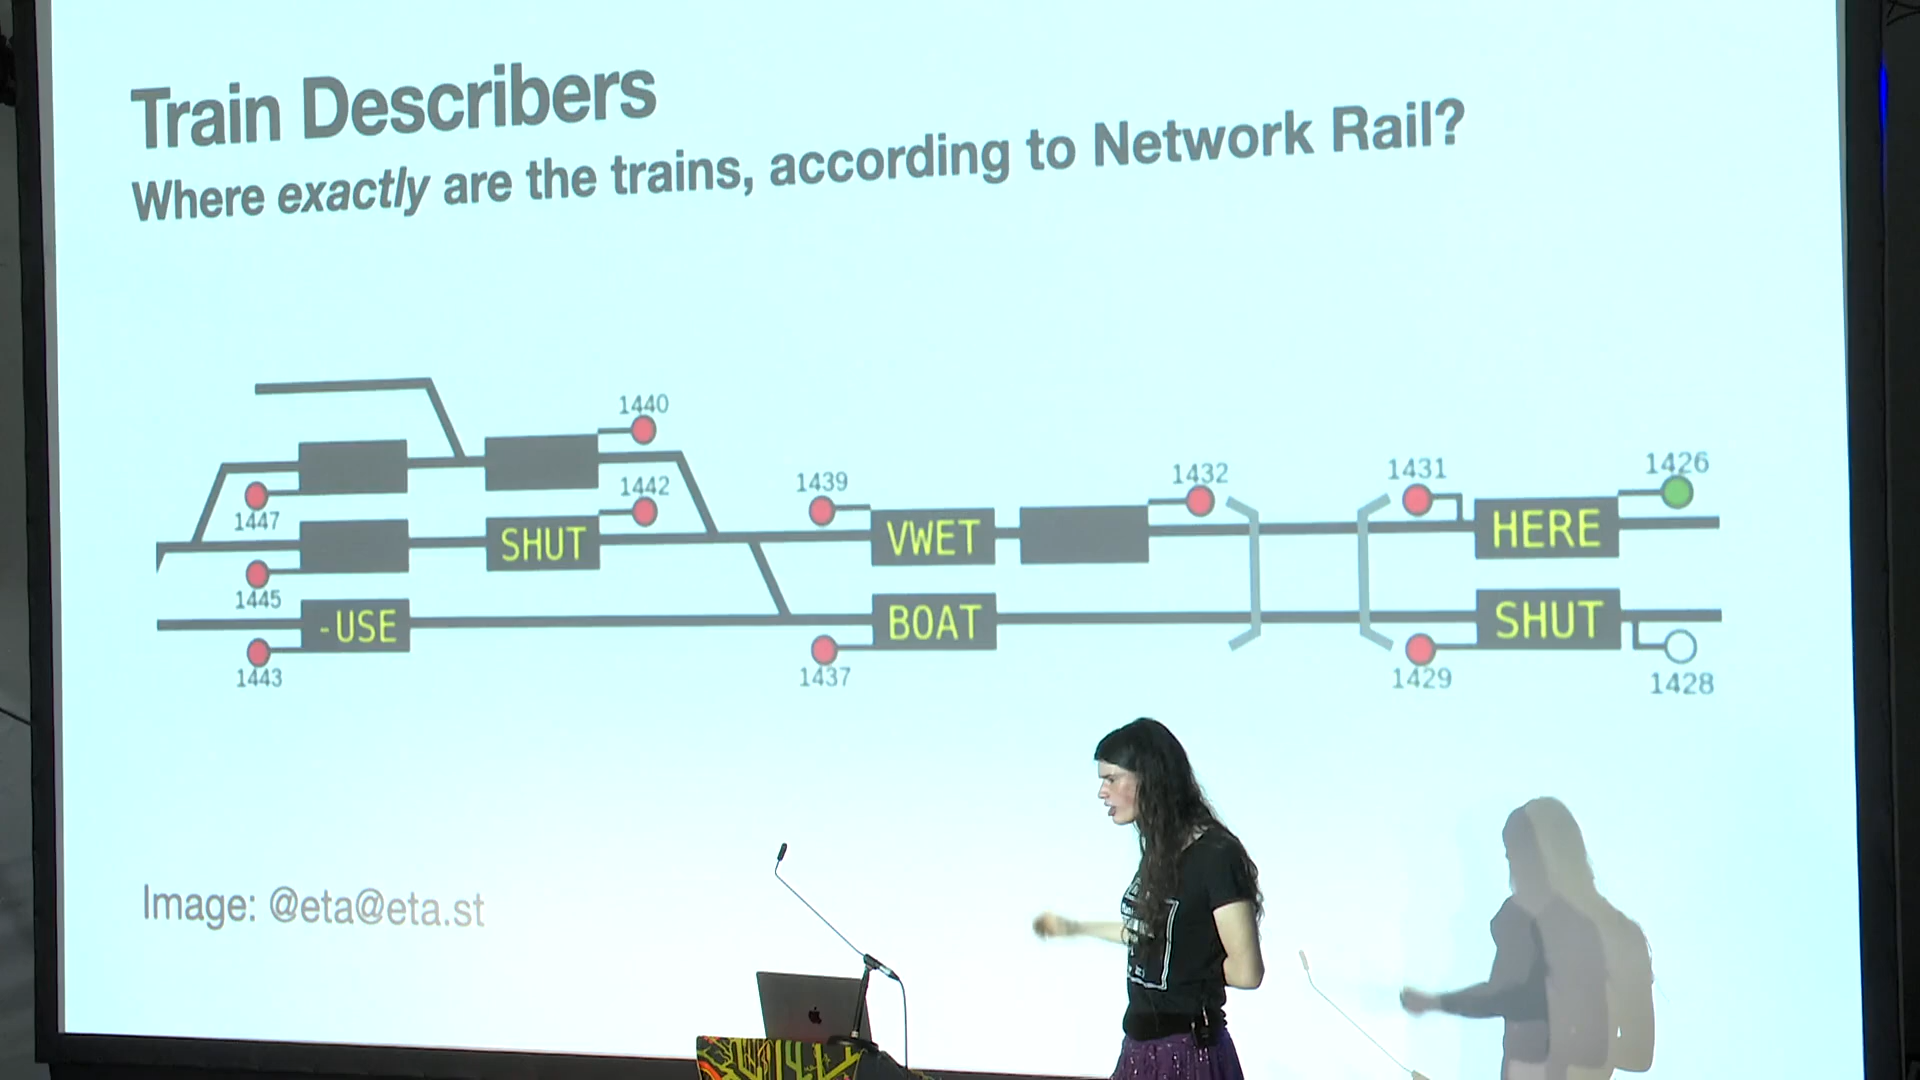 Train Describers
Where exactly are the trains, according to Network Rail?
1440
1447
1442
SHUT
1445
-USE
1443
1439
VWET
1432
BOAT
1437
1431
1426
HERE
SHUT
1429
1428
Image: @eta@eta.st